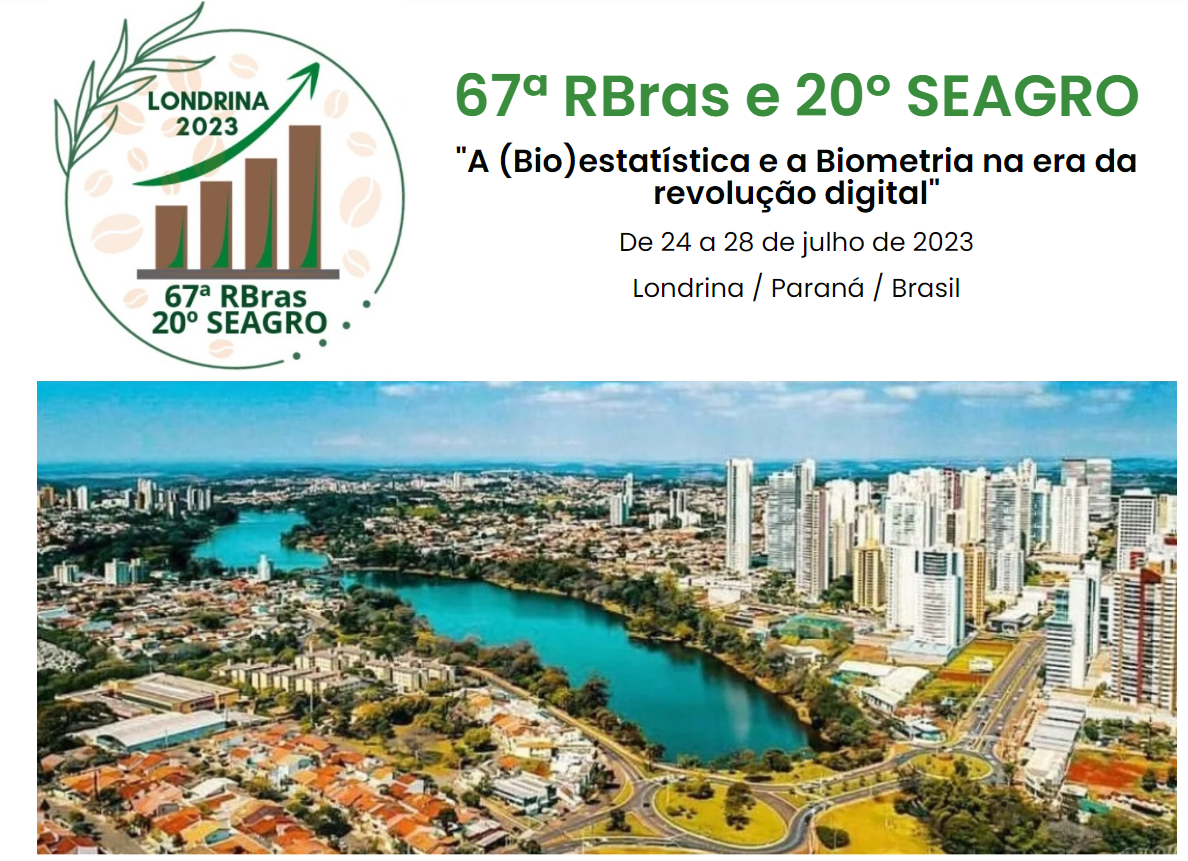 LONDRINA
2023
67ª RBras
20º SEAGRO
67ª RBras e 20º SEAGRO
"A (Bio)estatística e a Biometria na era da
revolução digital"
De 24 a 28 de julho de 2023
Londrina / Paraná / Brasil